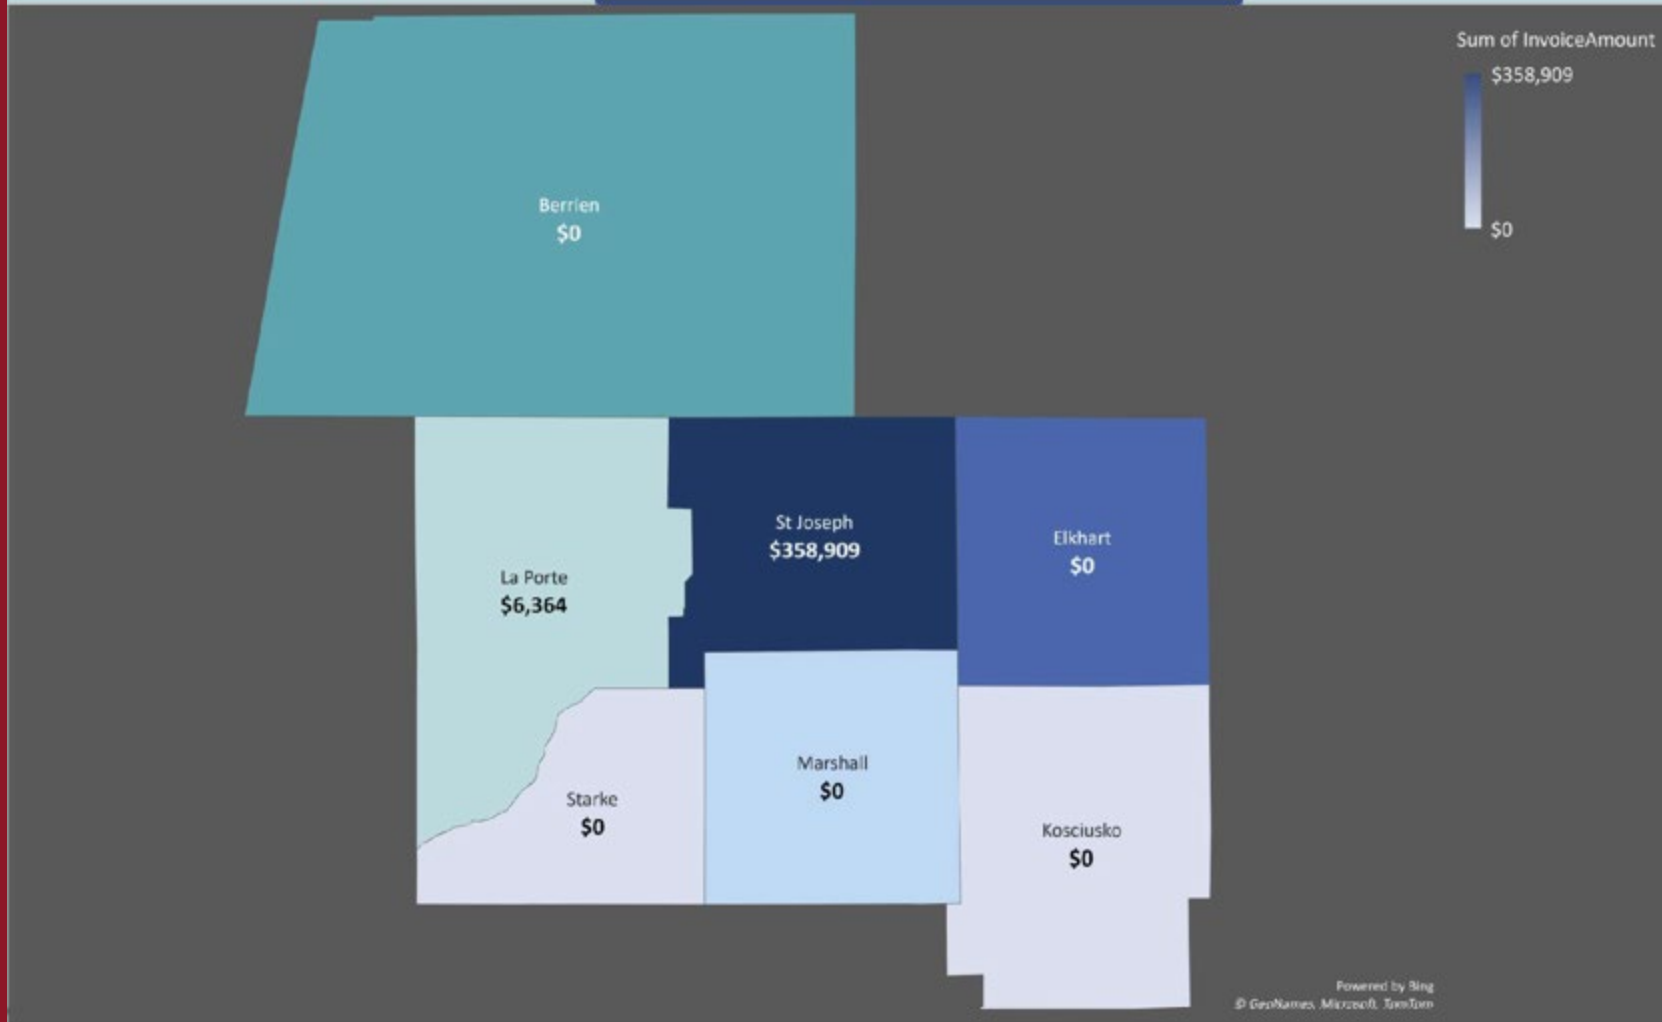 Sum of InvoiceAmount
$358,909
$0
Berrien
$0
La Porte
$6,364
St Joseph
$358,909
Elkhart
$0
Starke
$0
Marshall
$0
Kosciusko
$0
Powered by Bing
© GeoNames, Microsoft, TomTom